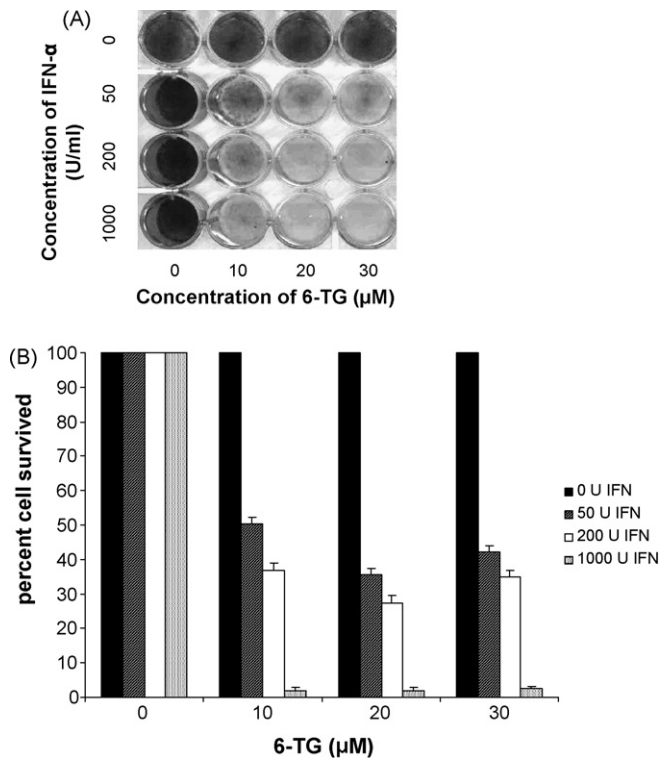 (A)
Concentration of IFN-α
(U/ml)
0
50
200
1000
0 10 20 30
Concentration of 6-TG (µM)
(B)
percent cell survived
100
90
80
70
60
50
40
30
20
10
0
0 10 20 30
6-TG (µM)
0 U IFN
50 U IFN
200 U IFN
1000 U IFN